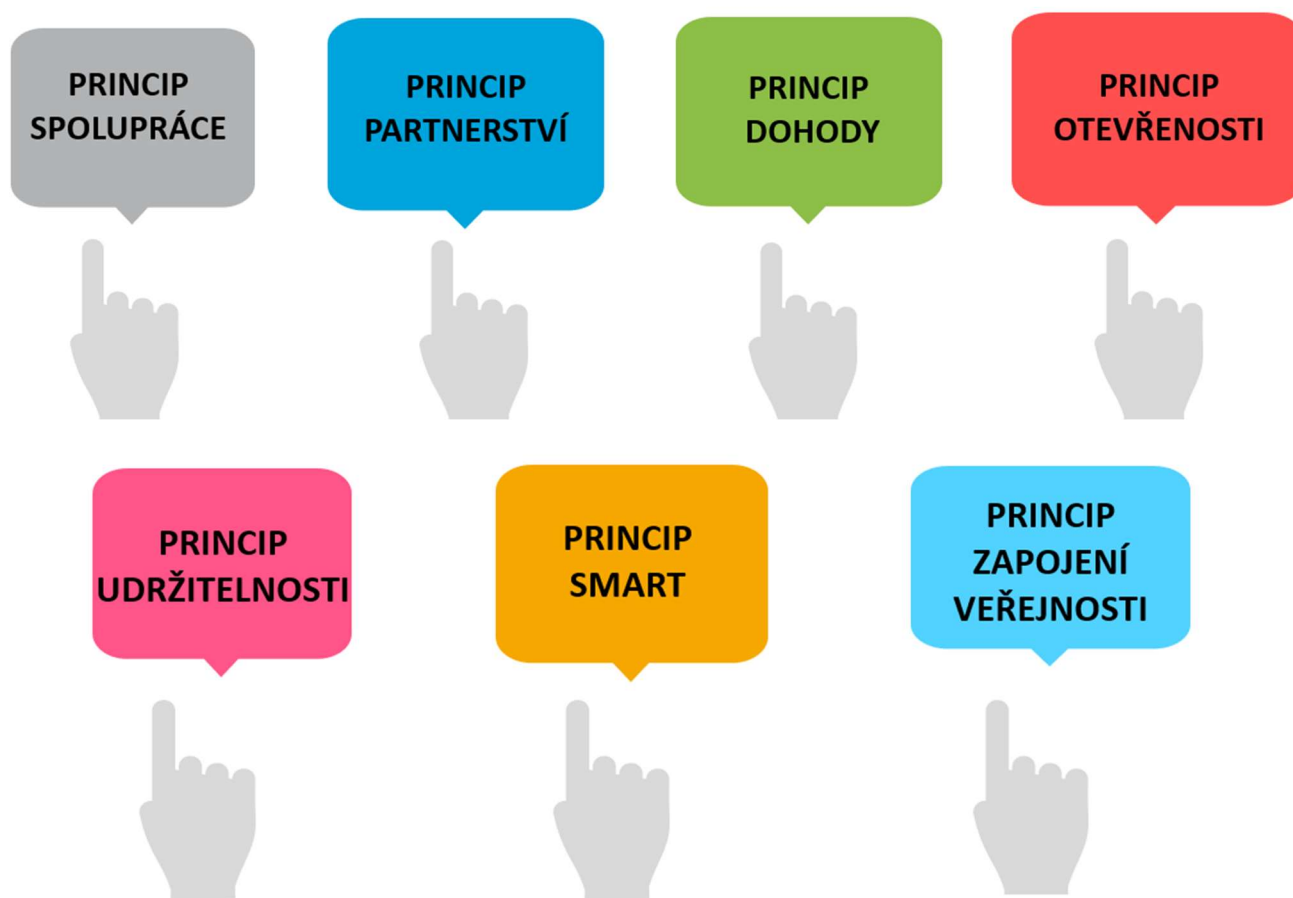 PRINCIP
SPOLUPRÁCE
PRINCIP
PARTNERSTVÍ
PRINCIP
DOHODY
PRINCIP
OTEVŘENOSTI
PRINCIP
UDRŽITELNOSTI
PRINCIP
SMART
PRINCIP
ZAPOJENÍ
VEŘEJNOSTI